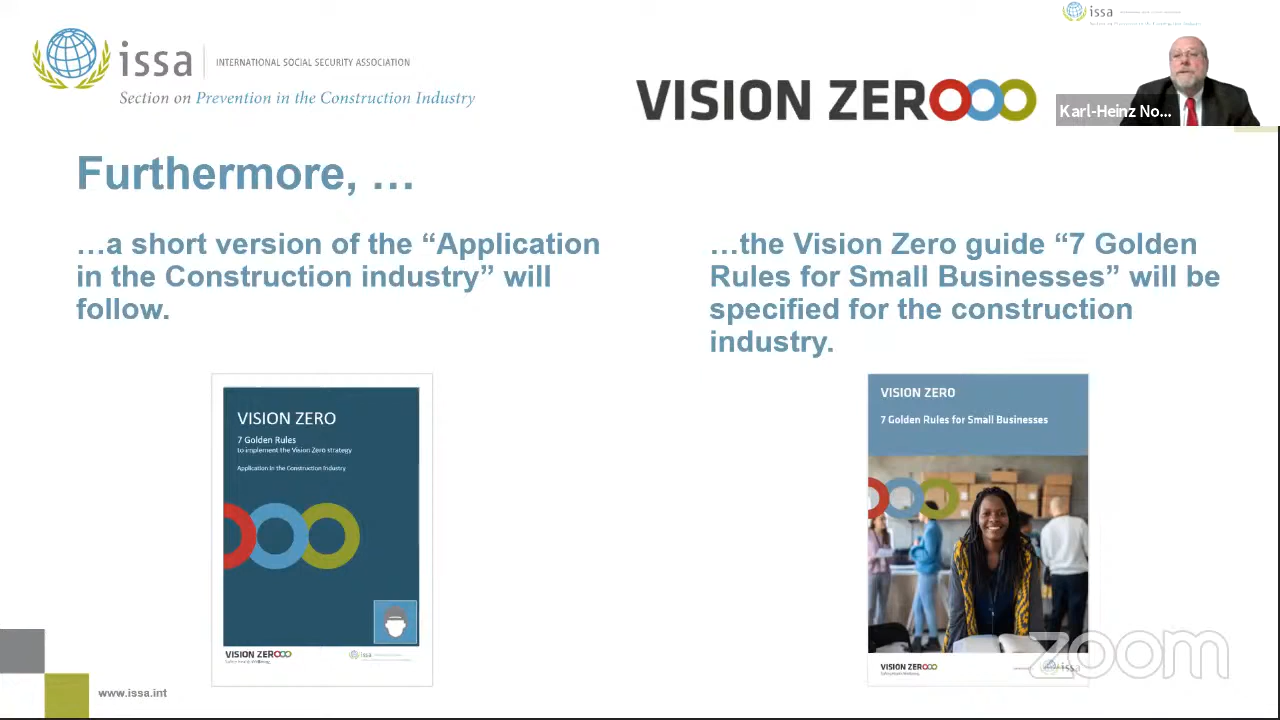 issa
INTERNATIONAL SOCIAL SECURITY ASSOCIATION
Section on Prevention in the Construction Industry
VISION ZERO
issa
Karl-Heinz No...
Furthermore, …
…a short version of the “Application
in the Construction industry” will
follow.
…the Vision Zero guide “7 Golden
Rules for Small Businesses” will be
specified for the construction
industry.
VISION ZERO
7 Golden Rules
to implement the Vision Zero strategy
Application in the Construction Industry
VISION ZERO
issa
VISION ZERO
7 Golden Rules for Small Businesses
VISION ZERO
issa
zoom
www.issa.int